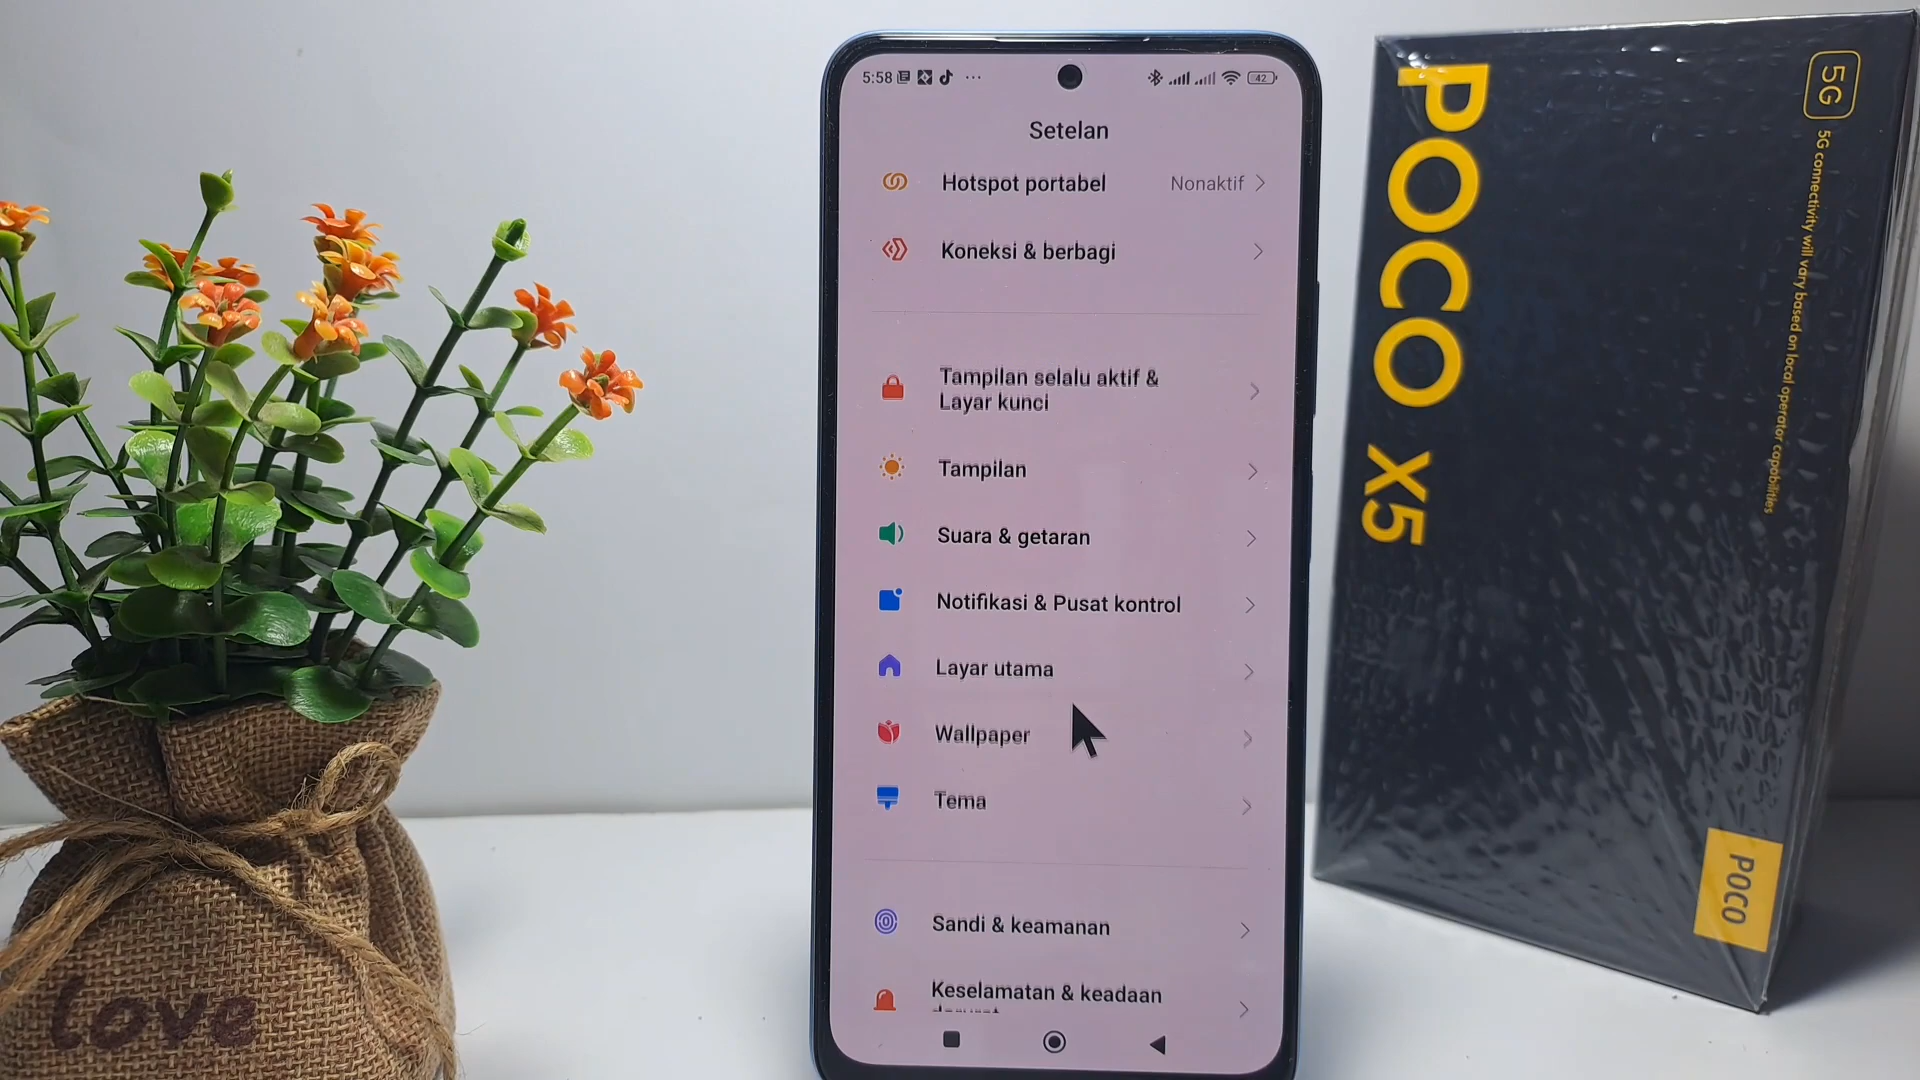 5:58
42
Setelan
Hotspot portabel Nonaktif
Koneksi & berbagi
Tampilan selalu aktif &
Layar kunci
Tampilan
Suara & getaran
Notifikasi & Pusat kontrol
Layar utama
Wallpaper
Tema
Sandi & keamanan
Keselamatan & keadaan
POCO X5
5G
5G connectivity will vary based on local operator capabilities
POCO
love